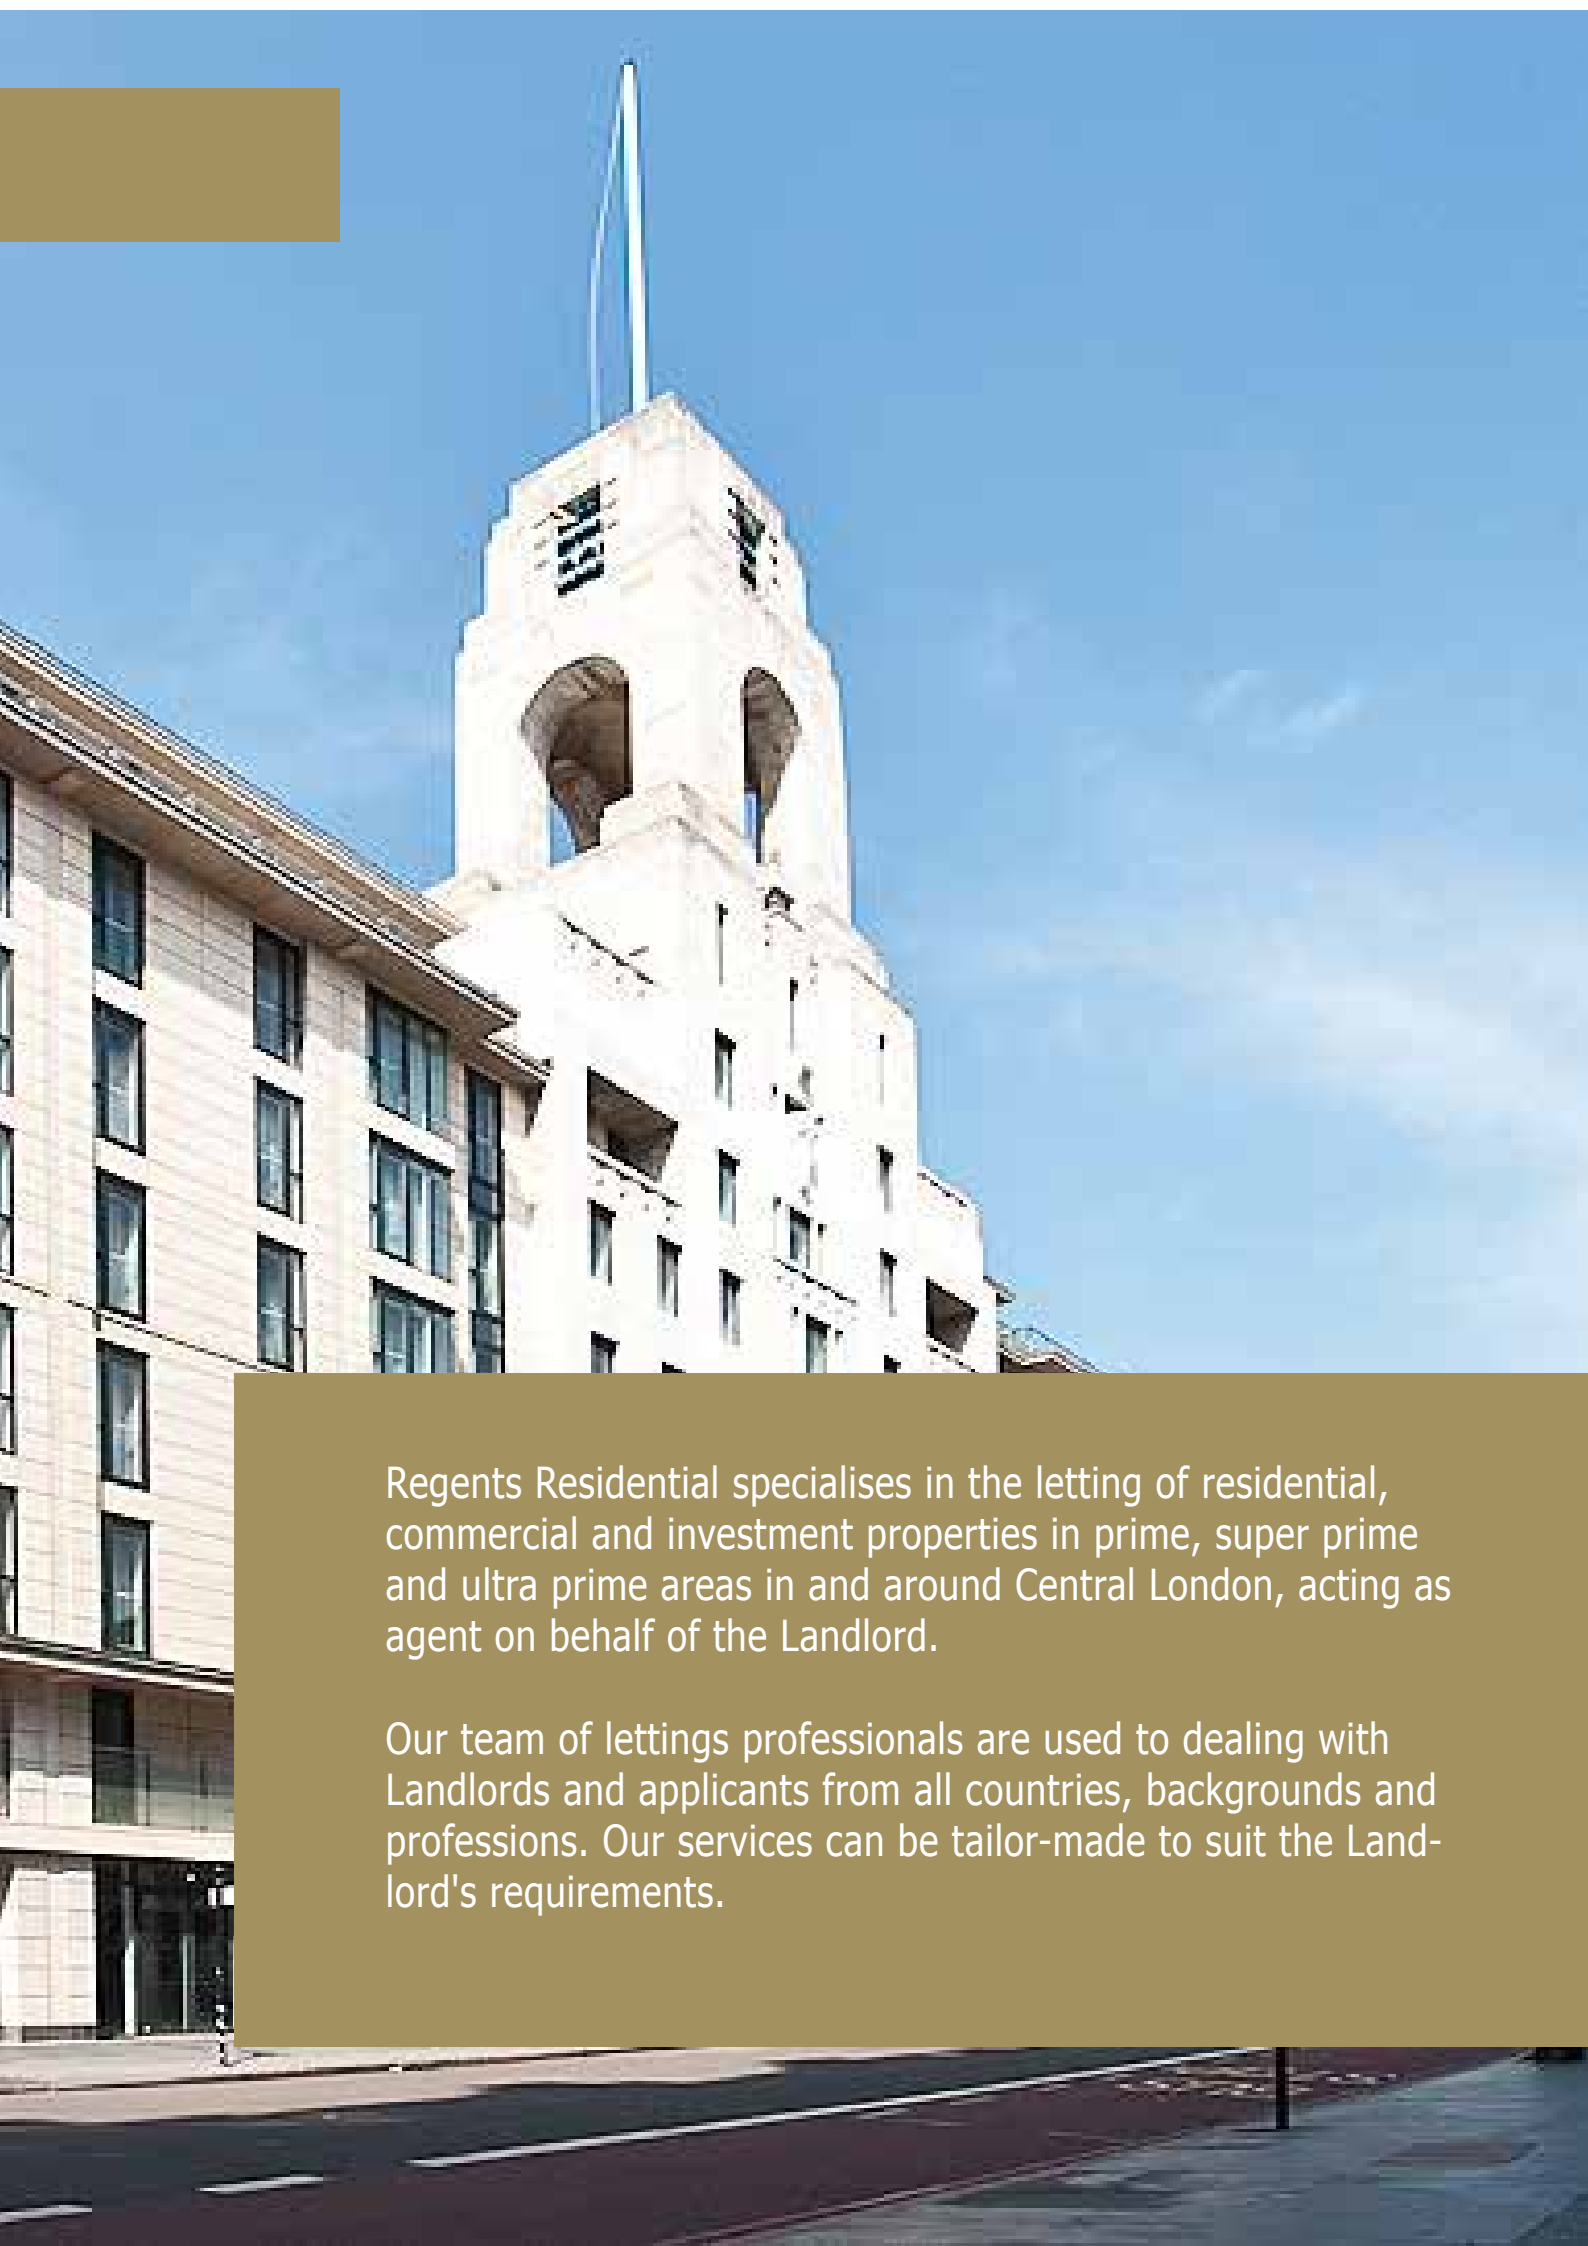 Regents Residential specialises in the letting of residential,
commercial and investment properties in prime, super prime
and ultra prime areas in and around Central London, acting as
agent on behalf of the Landlord.
Our team of lettings professionals are used to dealing with
Landlords and applicants from all countries, backgrounds and
professions. Our services can be tailor-made to suit the Land-
lord's requirements.